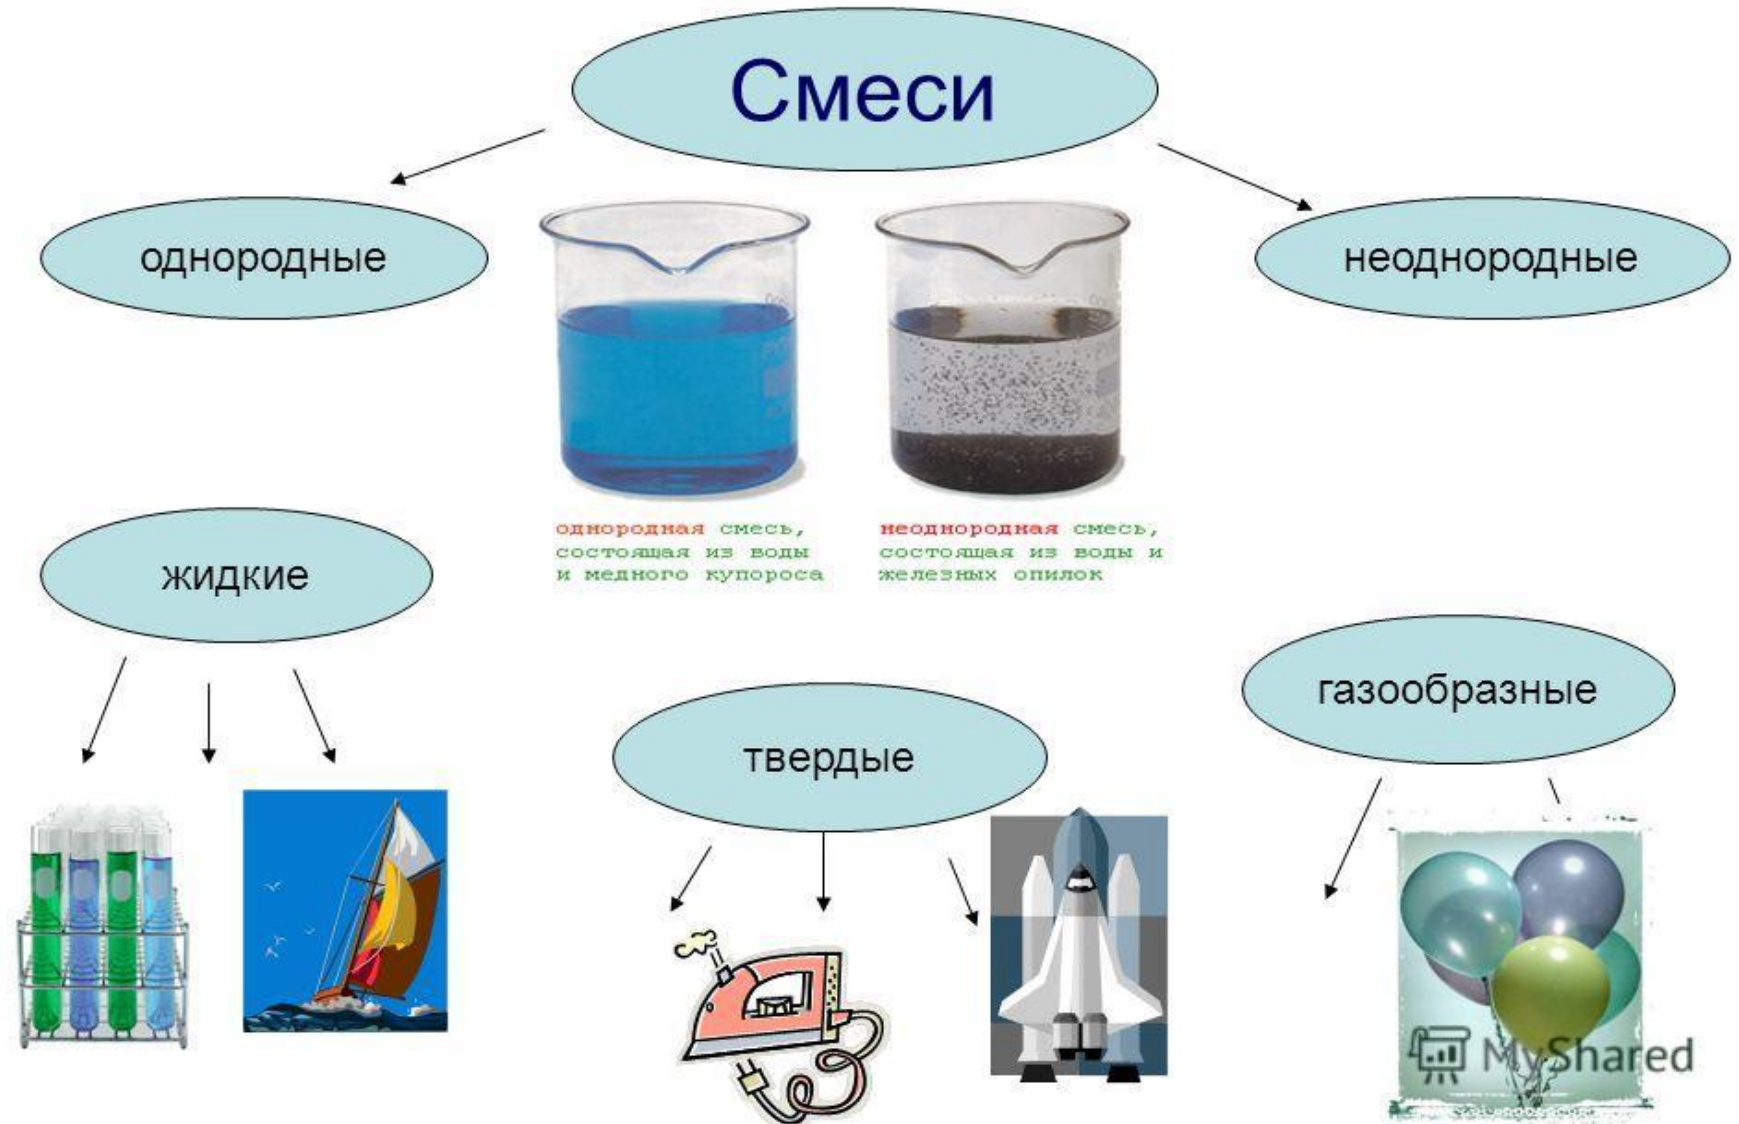 Смеси
однородные
неоднородные
однородная смесь,
состоящая из воды
и медного купороса
неоднородная смесь,
состоящая из воды и
железных опилок
жидкие
твердые
газообразные
MyShared